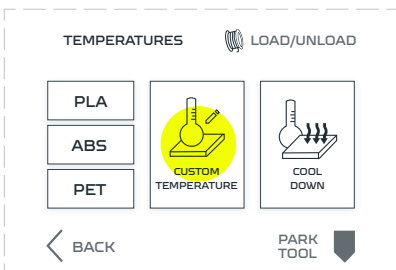 TEMPERATURES
LOAD/UNLOAD
PLA
ABS
PET
CUSTOM
TEMPERATURE
COOL
DOWN
BACK
PARK
TOOL